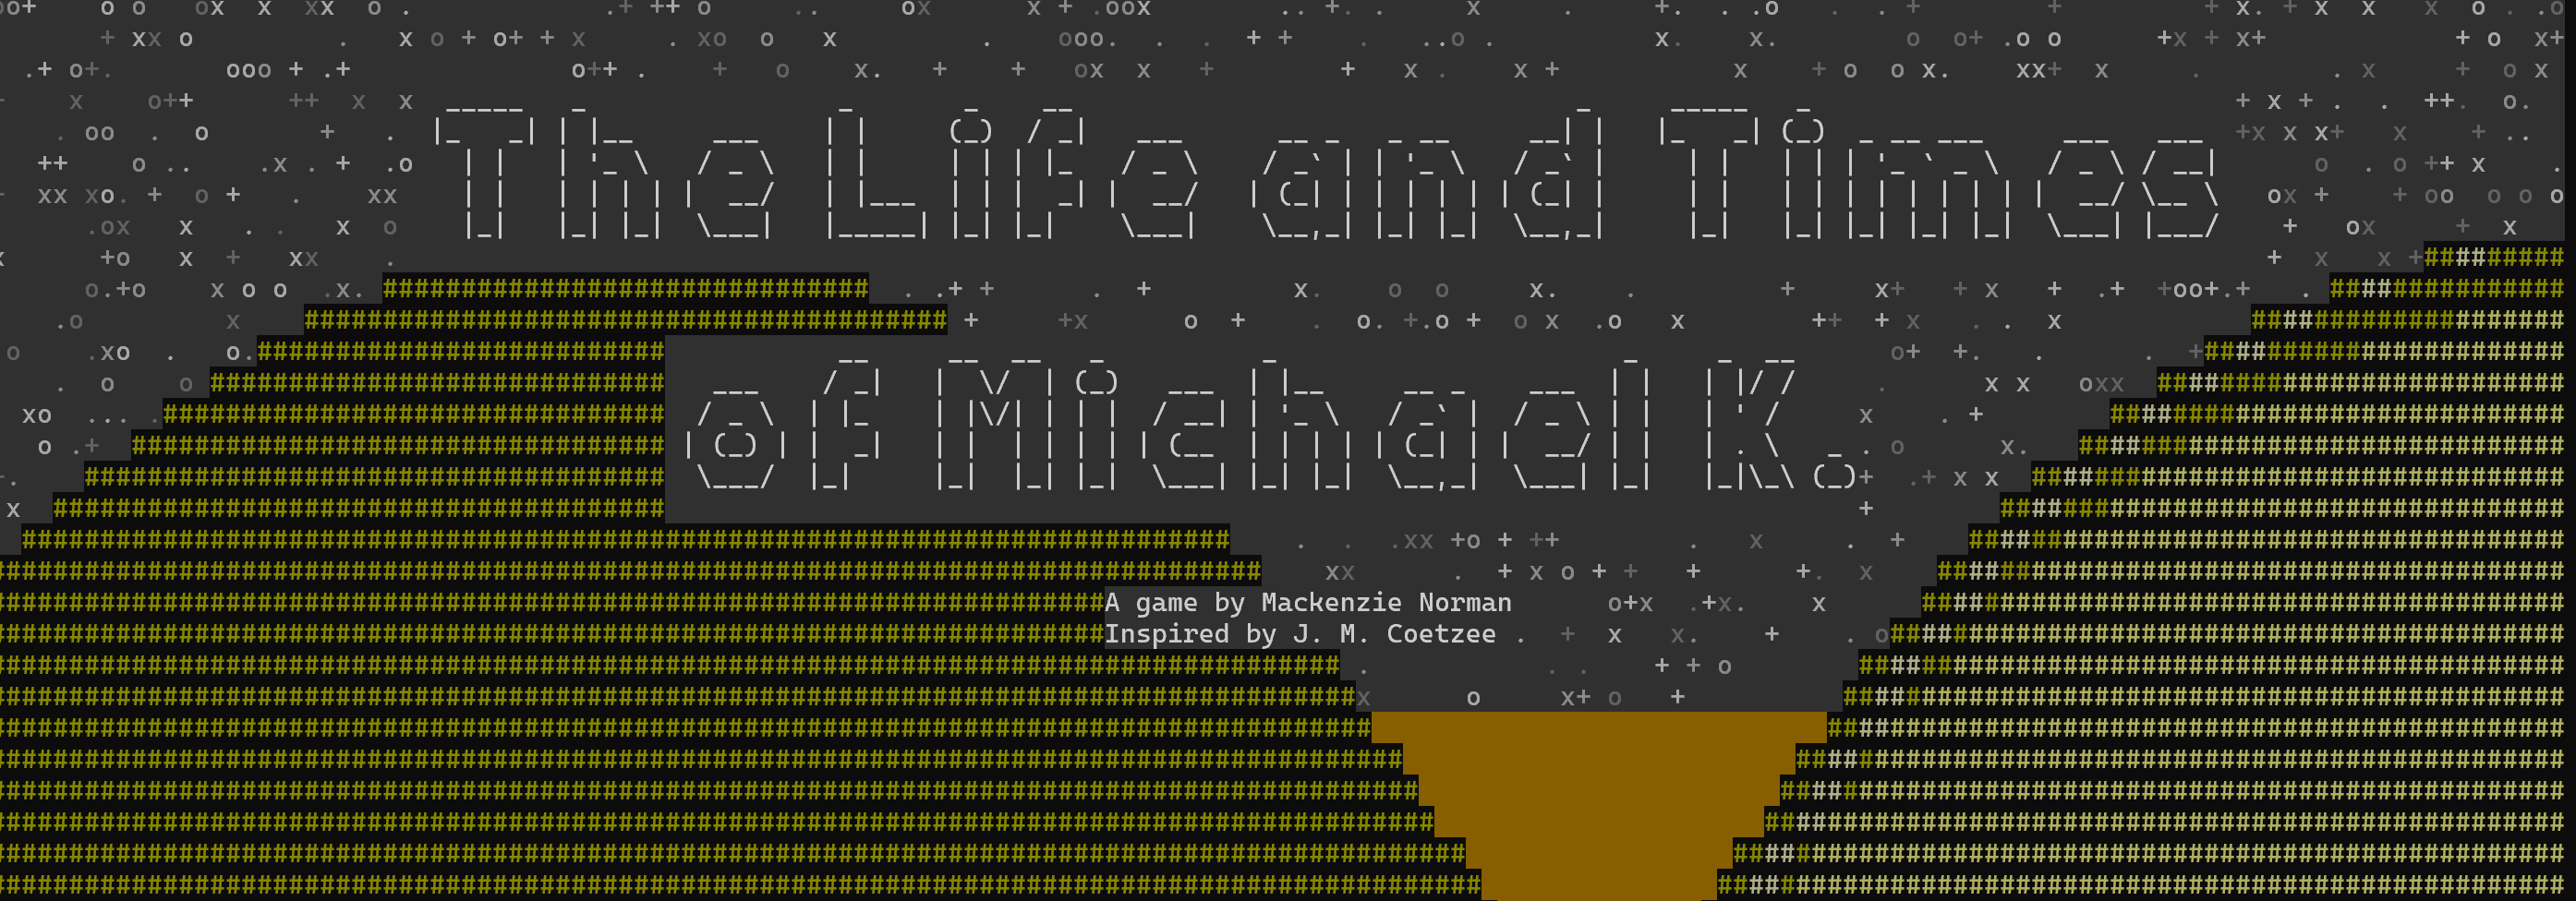 The Life and Times
of Michael K.
A game by Mackenzie Norman
Inspired by J. M. Coetzee